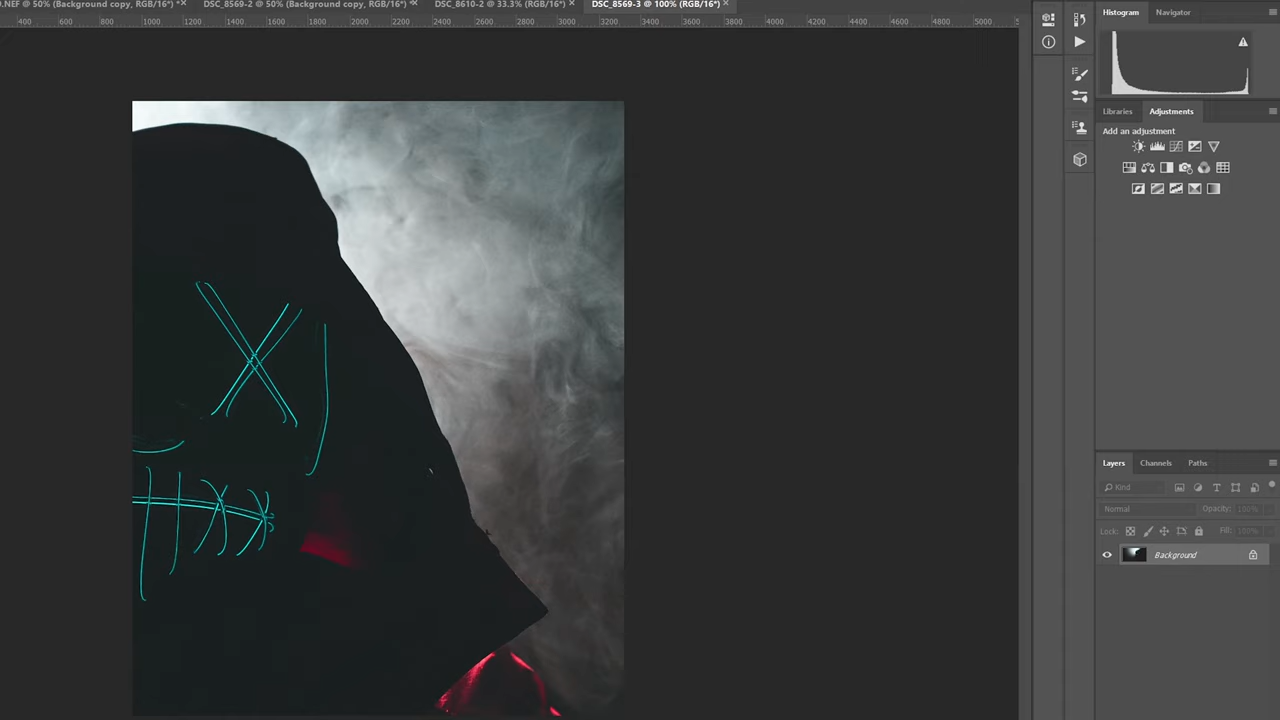 0.NEF @ 50% (Background copy, RGB/16*) *
DSC_8569-2 @ 50% (Background copy, RGB/16*) *
DSC_8610-2 @ 33.3% (RGB/16*)
DSC_8569-3 @ 100% (RGB/16*)
400 600 800 1000 1200 1400 1600 1800 2000 2200 2400 2600 2800 3000 3200 3400 3600 3800 4000 4200 4400 4600 4800 5000
Histogram Navigator
Libraries Adjustments
Add an adjustment
Layers Channels Paths
Kind
Normal Opacity: 100%
Lock: Fill: 100%
Background